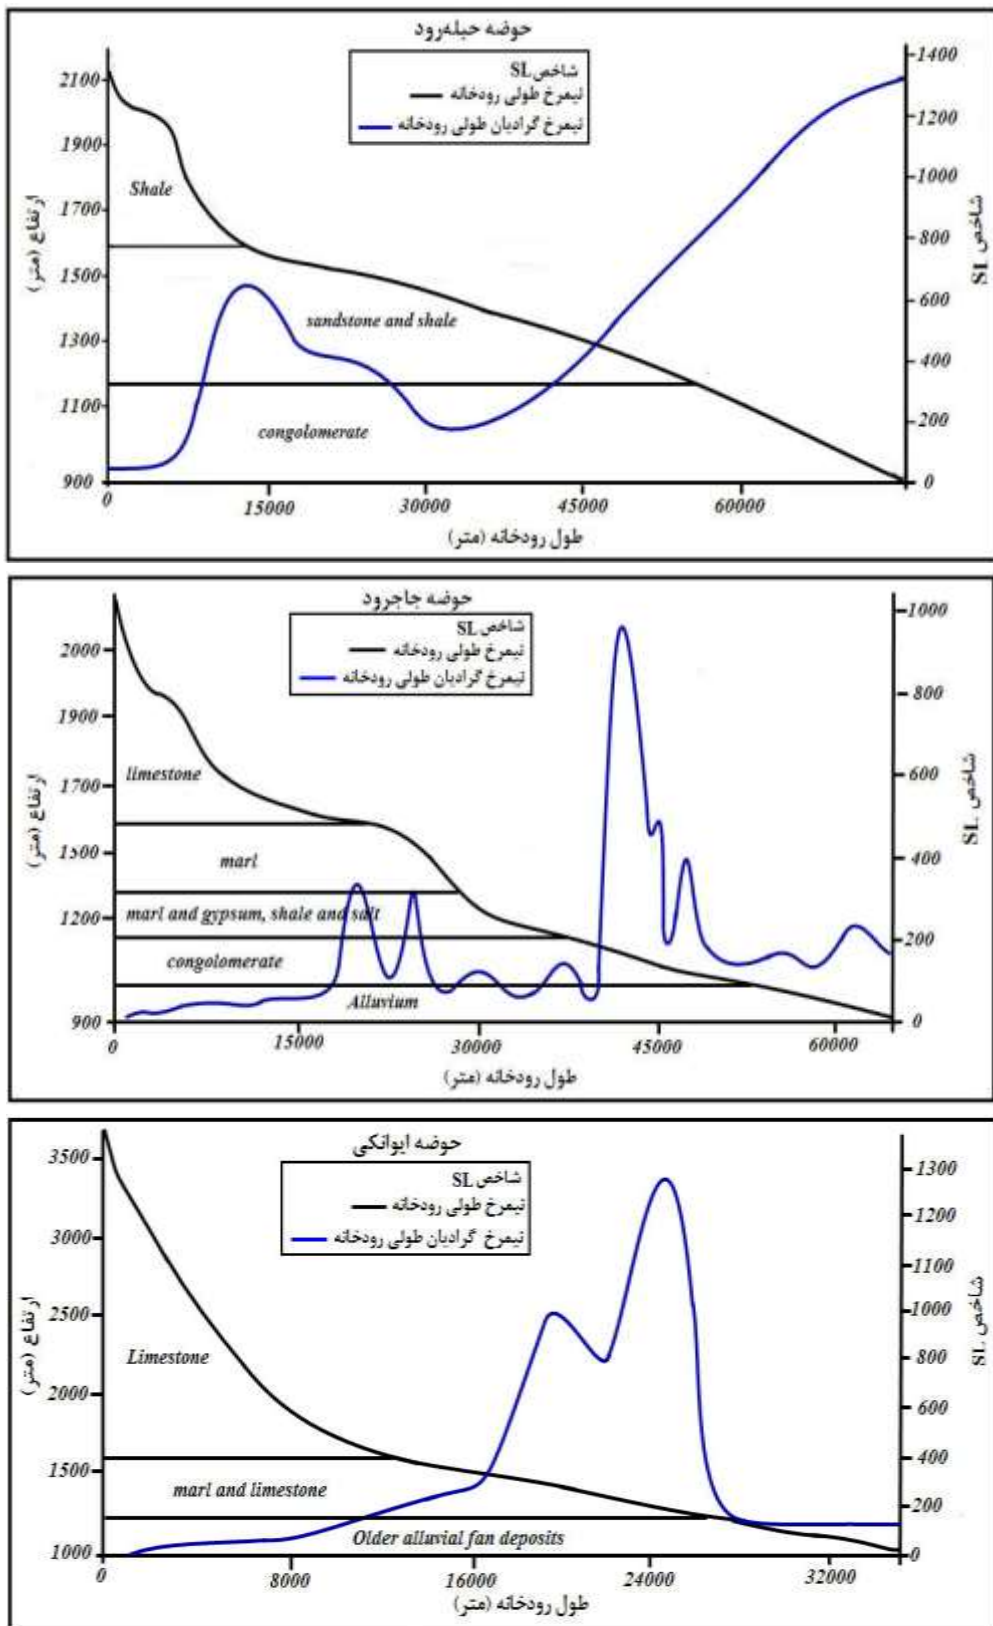 حوضه حبله‌رود
شاخص SL
نیمرخ طولی رودخانه
نیمرخ گرادیان طولی رودخانه
2100
1900
1700
1500
1300
1100
900
ارتفاع (متر)
Shale
sandstone and shale
congolomerate
1400
1200
1000
800
600
400
200
0
شاخص SL
0
15000
30000
45000
60000
طول رودخانه (متر)
حوضه جاجرود
شاخص SL
نیمرخ طولی رودخانه
نیمرخ گرادیان طولی رودخانه
2000
1900
1700
1500
1200
900
ارتفاع (متر)
limestone
marl
marl and gypsum, shale and salt
congolomerate
Alluvium
1000
800
600
400
200
0
شاخص SL
0
15000
30000
45000
60000
طول رودخانه (متر)
حوضه ایوانکی
شاخص SL
نیمرخ طولی رودخانه
نیمرخ گرادیان طولی رودخانه
3500
3000
2500
2000
1500
1000
ارتفاع (متر)
Limestone
marl and limestone
Older alluvial fan deposits
1300
1200
1100
1000
800
600
400
200
0
شاخص SL
0
8000
16000
24000
32000
طول رودخانه (متر)